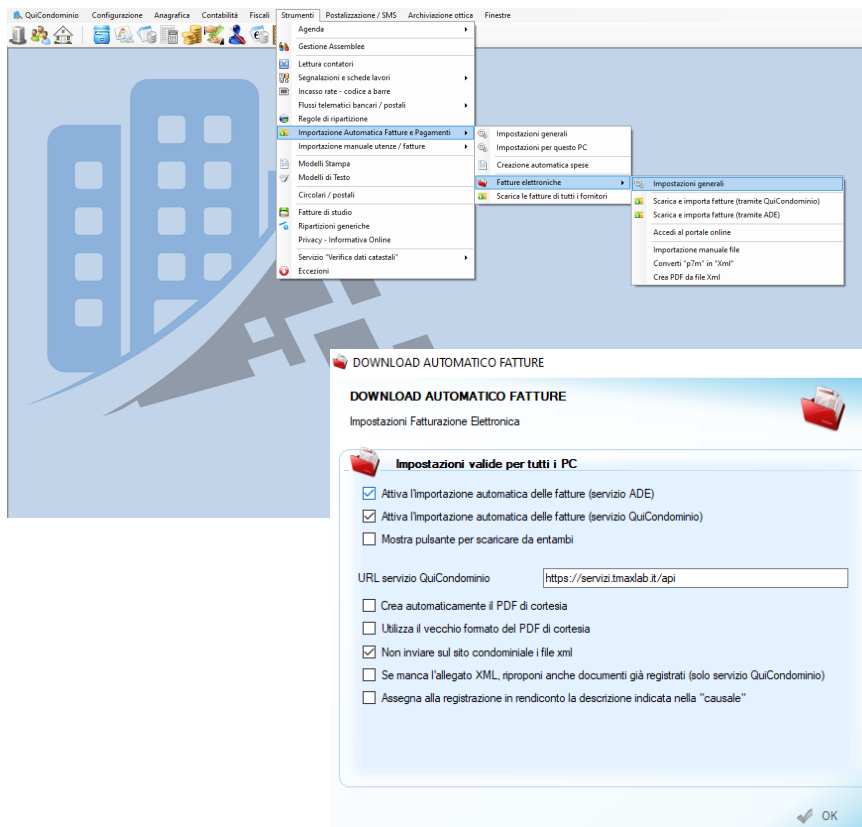 QuiCondominio Configurazione Anagrafica Contabilità Fiscali Strumenti Postalizzazione / SMS Archiviazione ottica Finestre
Agenda
Gestione Assemblee
Lettura contatori
Segnalazioni e schede lavori
Incasso rate - codice a barre
Flussi telematici bancari / postali
Regole di ripartizione
Importazione Automatica Fatture e Pagamenti
Importazione manuale utenze / fatture
Modelli Stampa
Modelli di Testo
Circolari / postali
Fatture di studio
Ripartizioni generiche
Privacy - Informativa Online
Servizio "Verifica dati catastali"
Eccezioni
Impostazioni generali
Impostazioni per questo PC
Creazione automatica spese
Fatture elettroniche
Scarica le fatture di tutti i fornitori
Impostazioni generali
Scarica e importa fatture (tramite QuiCondominio)
Scarica e importa fatture (tramite ADE)
Accedi al portale online
Importazione manuale file
Converti "p7m" in "Xml"
Crea PDF da file Xml
DOWNLOAD AUTOMATICO FATTURE
DOWNLOAD AUTOMATICO FATTURE
Impostazioni Fatturazione Elettronica
Impostazioni valide per tutti i PC
Attiva l'importazione automatica delle fatture (servizio ADE)
Attiva l'importazione automatica delle fatture (servizio QuiCondominio)
Mostra pulsante per scaricare da entambi
URL servizio QuiCondominio https://servizi.tmaxlab.it/api
Crea automaticamente il PDF di cortesia
Utilizza il vecchio formato del PDF di cortesia
Non inviare sul sito condominiale i file xml
Se manca l'allegato XML, riproponi anche documenti già registrati (solo servizio QuiCondominio)
Assegna alla registrazione in rendiconto la descrizione indicata nella "causale"
OK